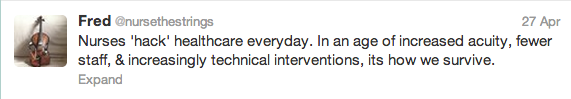 Fred @nursethestrings 27 Apr
Nurses 'hack' healthcare everyday. In an age of increased acuity, fewer
staff, & increasingly technical interventions, its how we survive.
Expand